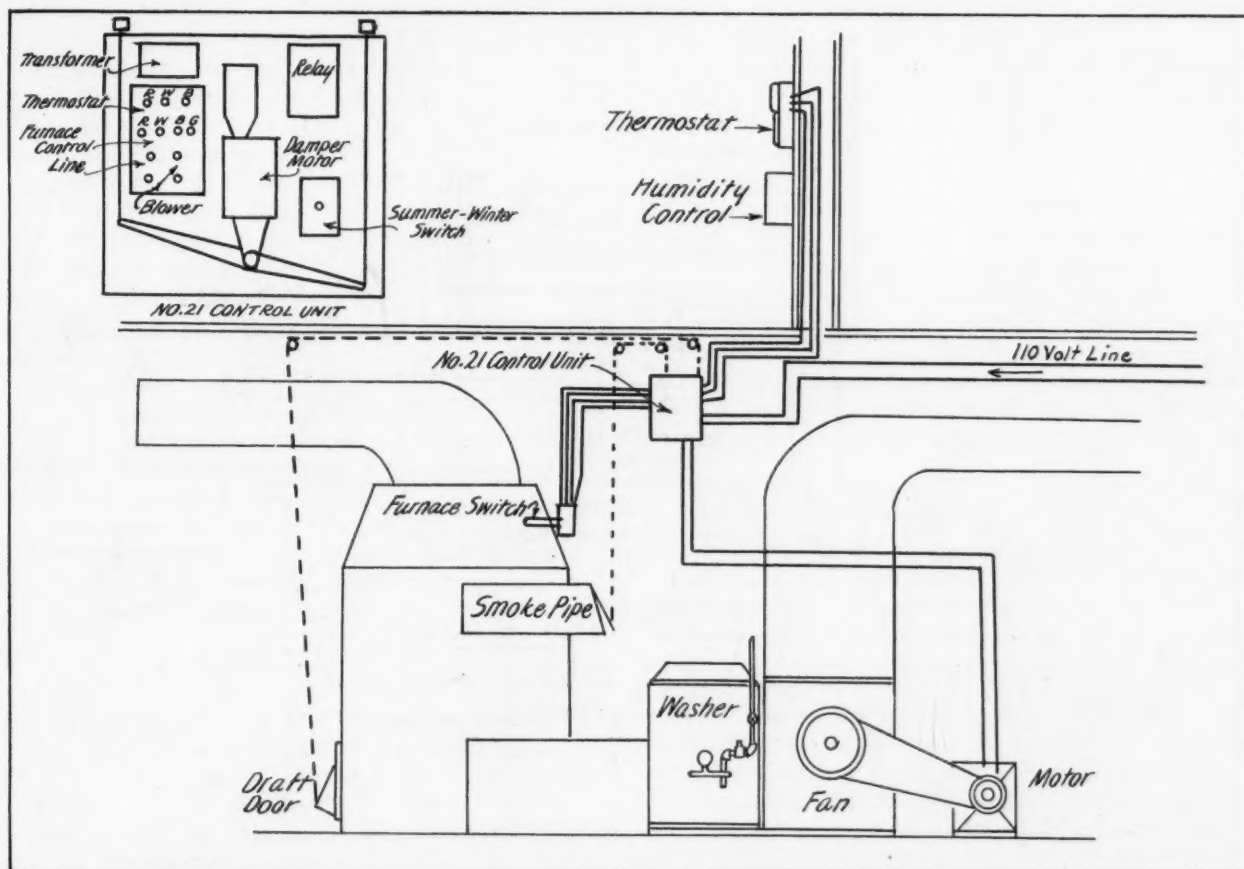 Transformer
Relay
R W B
Thermostat
R W B G
Furnace
Control
Line
Damper
Motor
Blower
Summer-Winter
Switch
NO.21 CONTROL UNIT
Thermostat
Humidity
Control
No.21 Control Unit
110 Volt Line
Furnace Switch
Smoke Pipe
Washer
Draft
Door
Fan
Motor